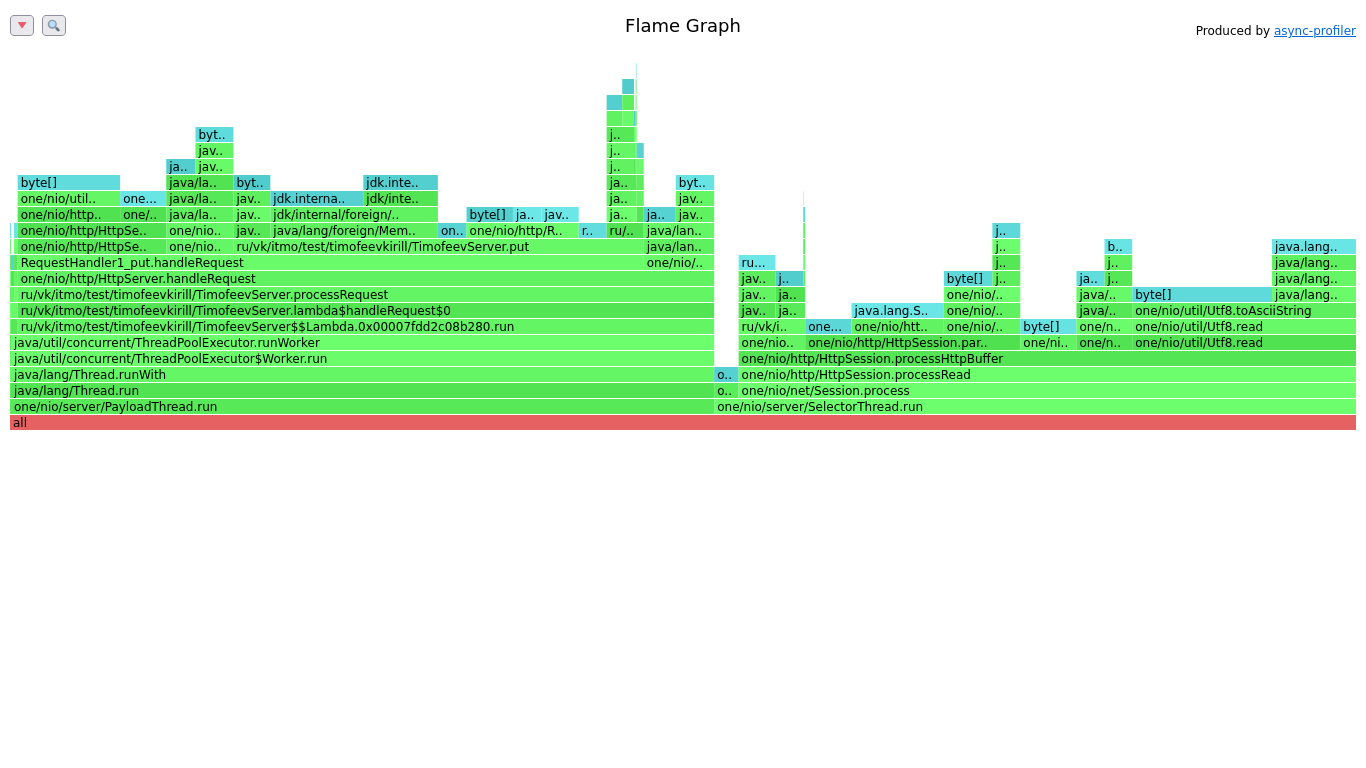 Flame Graph
Produced by async-profiler
byt..
j..
jav..
j..
ja.. jav.. j..
byte[] java/la.. byt.. jdk.inte.. ja.. byt..
one/nio/util.. one... java/la.. jav.. jdk.interna.. jdk/inte.. ja.. jav..
one/nio/http.. one/.. java/la.. jav.. jdk/internal/foreign/.. byte[] ja.. jav.. ja.. ja.. jav..
one/nio/http/HttpSe.. one/nio.. jav.. java/lang/foreign/Mem.. on.. one/nio/http/R.. r.. ru/.. java/lan.. j..
one/nio/http/HttpSe.. one/nio.. ru/vk/itmo/test/timofeevkirill/TimofeevServer.put java/lan.. j.. b.. java.lang..
RequestHandler1_put.handleRequest one/nio/.. ru... j.. j.. java/lang..
one/nio/http/HttpServer.handleRequest jav.. j.. byte[] j.. ja.. j.. java/lang..
ru/vk/itmo/test/timofeevkirill/TimofeevServer.processRequest jav.. ja.. one/nio/.. java/.. byte[] java/lang..
ru/vk/itmo/test/timofeevkirill/TimofeevServer.lambda$handleRequest$0 jav.. ja.. java.lang.S.. one/nio/.. java/.. one/nio/util/Utf8.toAsciiString
ru/vk/itmo/test/timofeevkirill/TimofeevServer$$Lambda.0x00007fdd2c08b280.run ru/vk/i.. one... one/nio/htt.. one/nio/.. byte[] one/n.. one/nio/util/Utf8.read
java/util/concurrent/ThreadPoolExecutor.runWorker one/nio.. one/nio/http/HttpSession.par.. one/ni.. one/n.. one/nio/util/Utf8.read
java/util/concurrent/ThreadPoolExecutor$Worker.run one/nio/http/HttpSession.processHttpBuffer
java/lang/Thread.runWith o.. one/nio/http/HttpSession.processRead
java/lang/Thread.run o.. one/nio/net/Session.process
one/nio/server/PayloadThread.run one/nio/server/SelectorThread.run
all